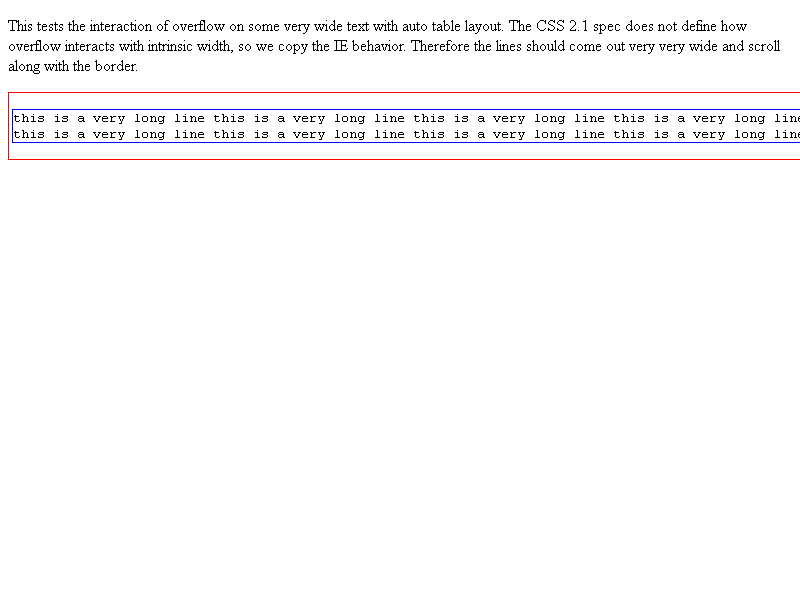 This tests the interaction of overflow on some very wide text with auto table layout. The CSS 2.1 spec does not define how
overflow interacts with intrinsic width, so we copy the IE behavior. Therefore the lines should come out very very wide and scroll
along with the border.
this is a very long line this is a very long line this is a very long line this is a very long line
this is a very long line this is a very long line this is a very long line this is a very long line